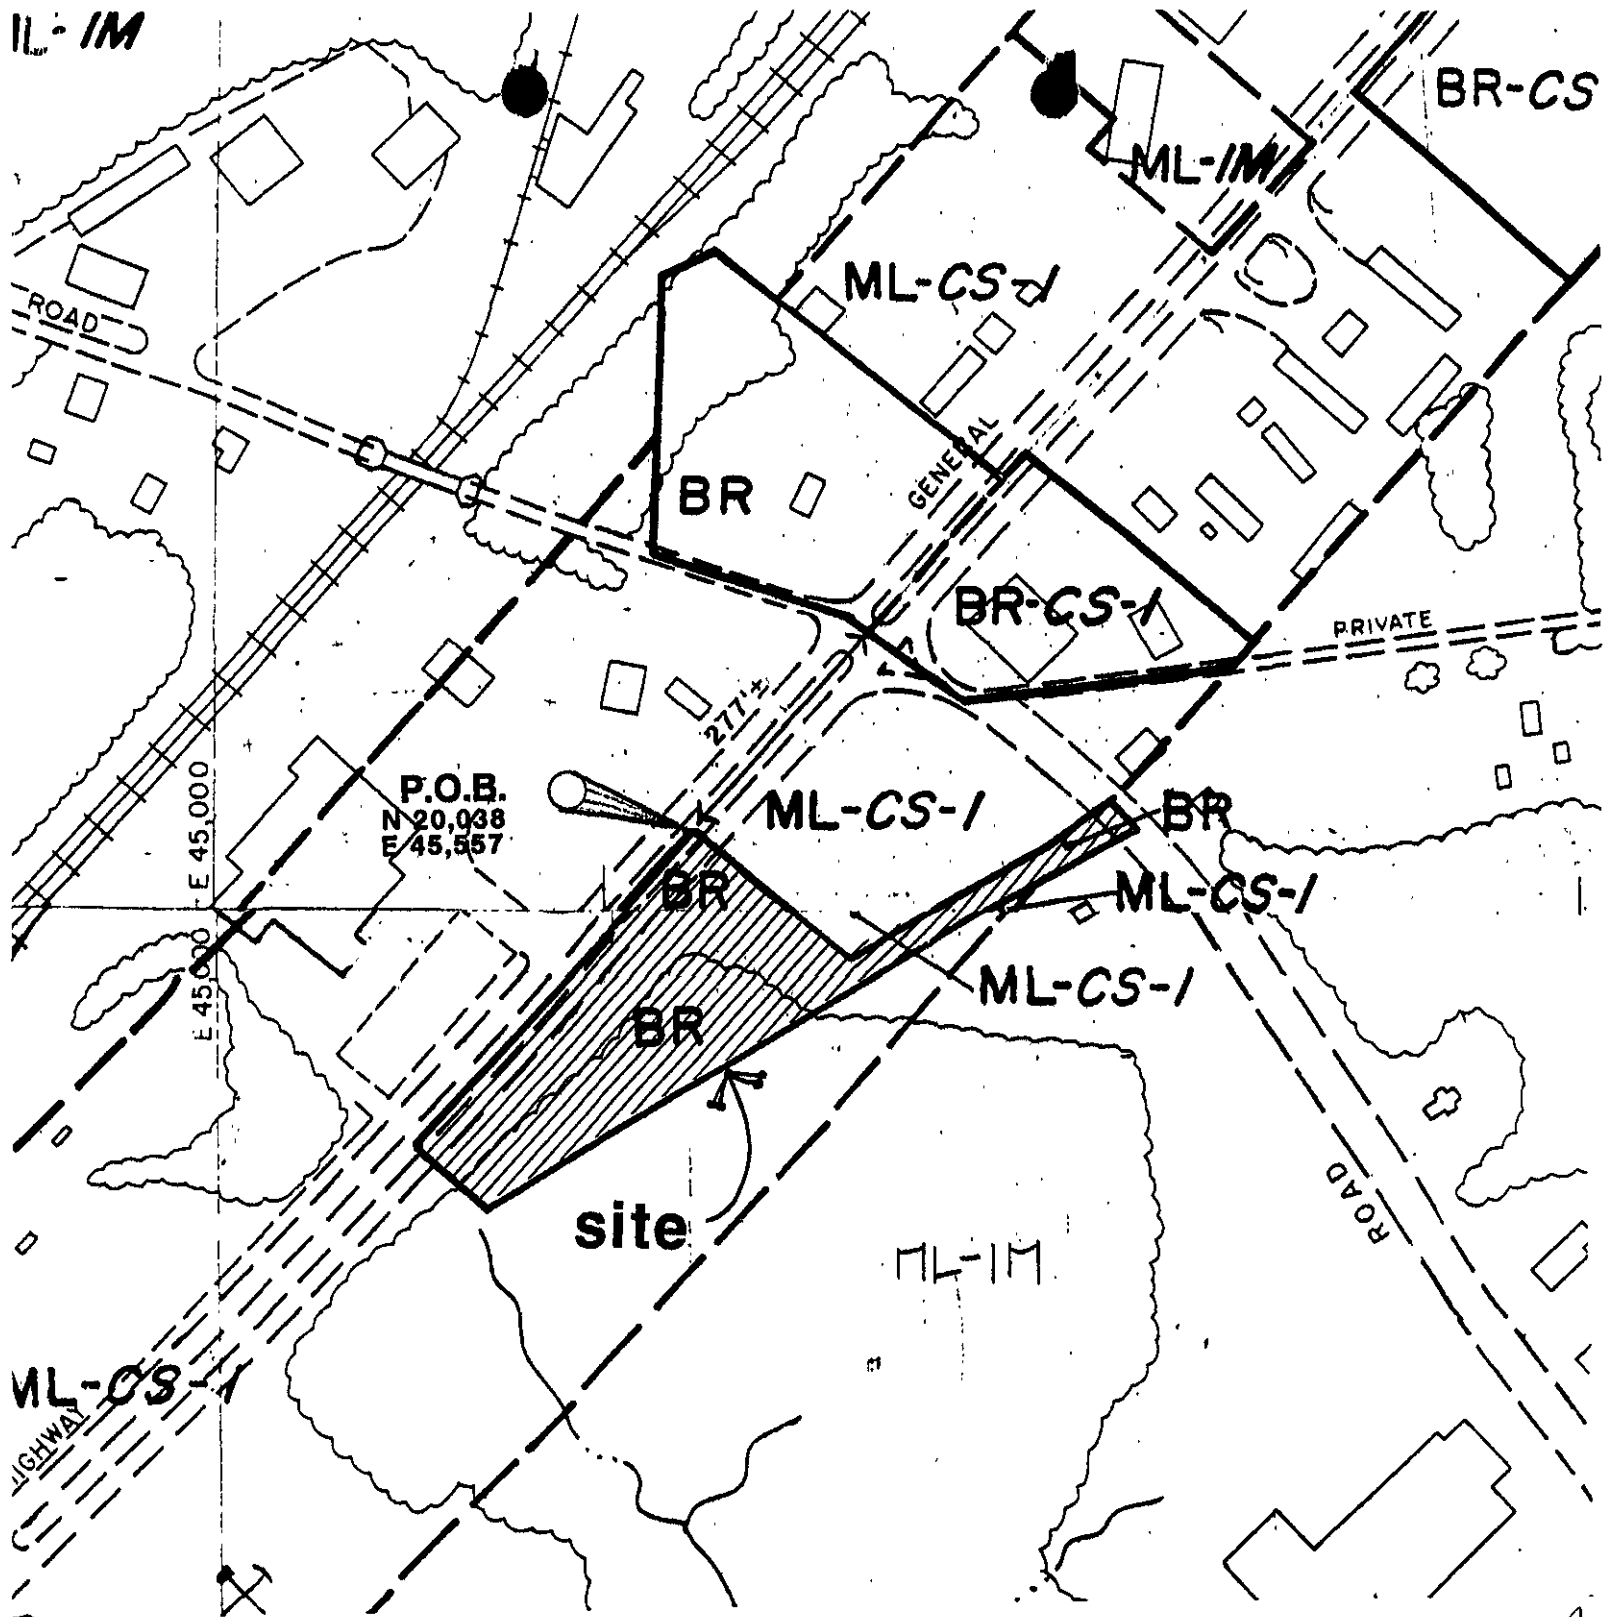 IL-IM
BR-CS
ML-IM
ML-CS-1
ROAD
GENERAL
BR
BR-CS-1
PRIVATE
277'±
E 45,000
P.O.B.
N 20,038
E 45,557
ML-CS-1
BR
BR
ML-CS-1
E 45,000
ML-CS-1
BR
site
ROAD
ML-IM
ML-CS-1
HIGHWAY